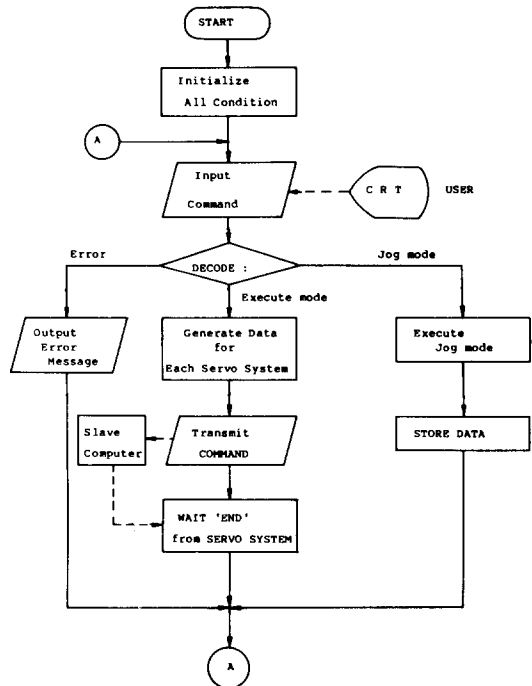 START
Initialize
All Condition
A
Input
Command
C R T
USER
Error
DECODE :
Jog mode
Execute mode
Output
Error
Message
Generate Data
for
Each Servo System
Execute
Jog mode
Slave
Computer
Transmit
COMMAND
STORE DATA
WAIT 'END'
from SERVO SYSTEM
A